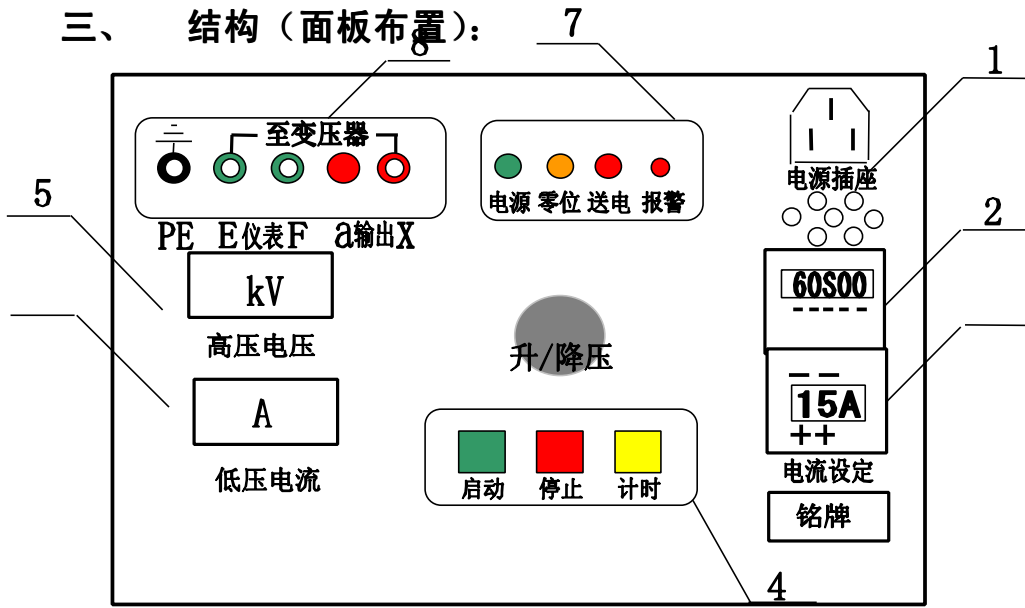 三、 结构（面板布置）：
8
7
1
至变压器
电源 零位 送电 报警
电源插座
5
2
PE E仪表F a输出X
kV
60S00
-----
高压电压
升/降压
A
--
15A
++
低压电流
启动 停止 计时
电流设定
铭牌
4